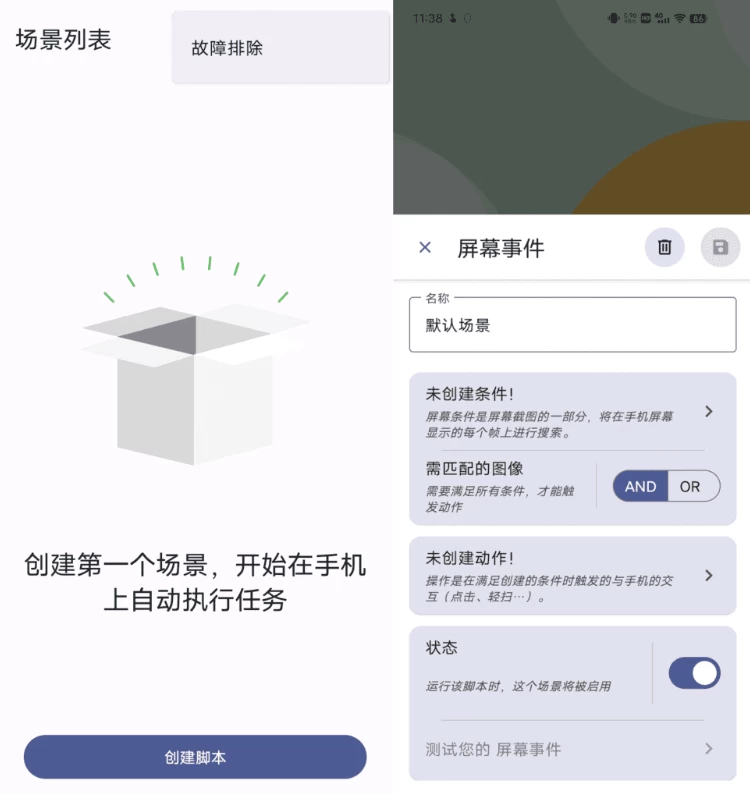 场景列表
故障排除
创建第一个场景，开始在手机
上自动执行任务
创建脚本
11:38
86
屏幕事件
名称
默认场景
未创建条件！
屏幕条件是屏幕截图的一部分，将在手机屏幕
显示的每个帧上进行搜索。
需匹配的图像
需要满足所有条件，才能触
发动作
AND
OR
未创建动作！
操作是在满足创建的条件时触发的与手机的交
互（点击、轻扫…）。
状态
运行该脚本时，这个场景将被启用
测试您的 屏幕事件